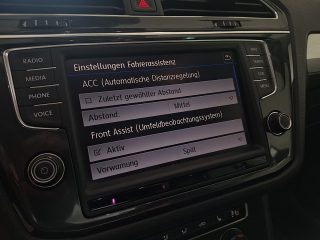 RADIO
MEDIA
PHONE
VOICE
Einstellungen Fahrerassistenz
ACC (Automatische Distanzregelung)
Zuletzt gewählter Abstand
Abstand: Mittel
Front Assist (Umfeldbeobachtungssystem)
Aktiv
Vorwarnung Spät